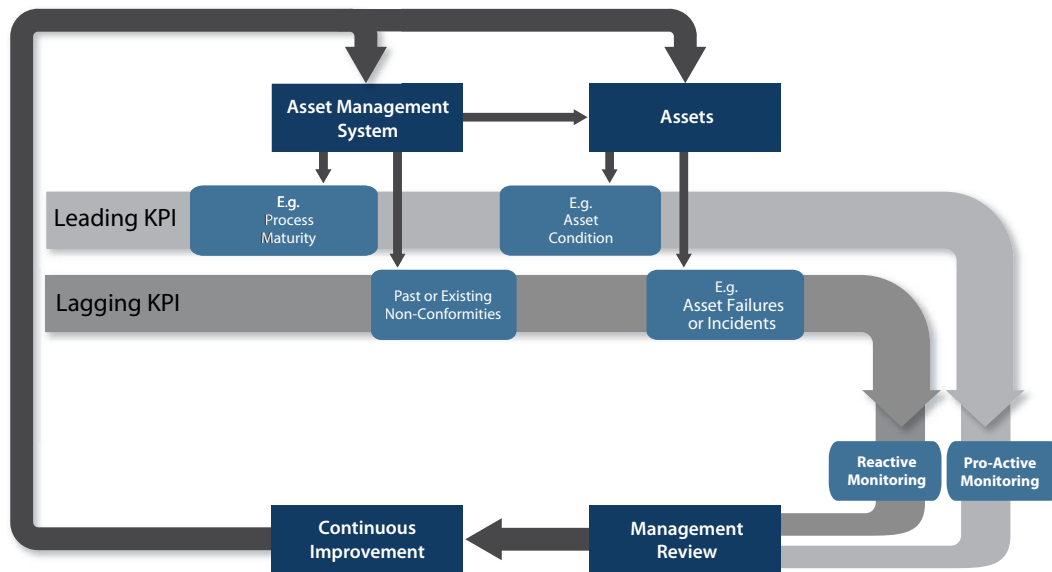 Asset Management
System
Assets
Leading KPI
E.g.
Process
Maturity
E.g.
Asset
Condition
Lagging KPI
Past or Existing
Non-Conformities
E.g.
Asset Failures
or Incidents
Reactive
Monitoring
Pro-Active
Monitoring
Continuous
Improvement
Management
Review